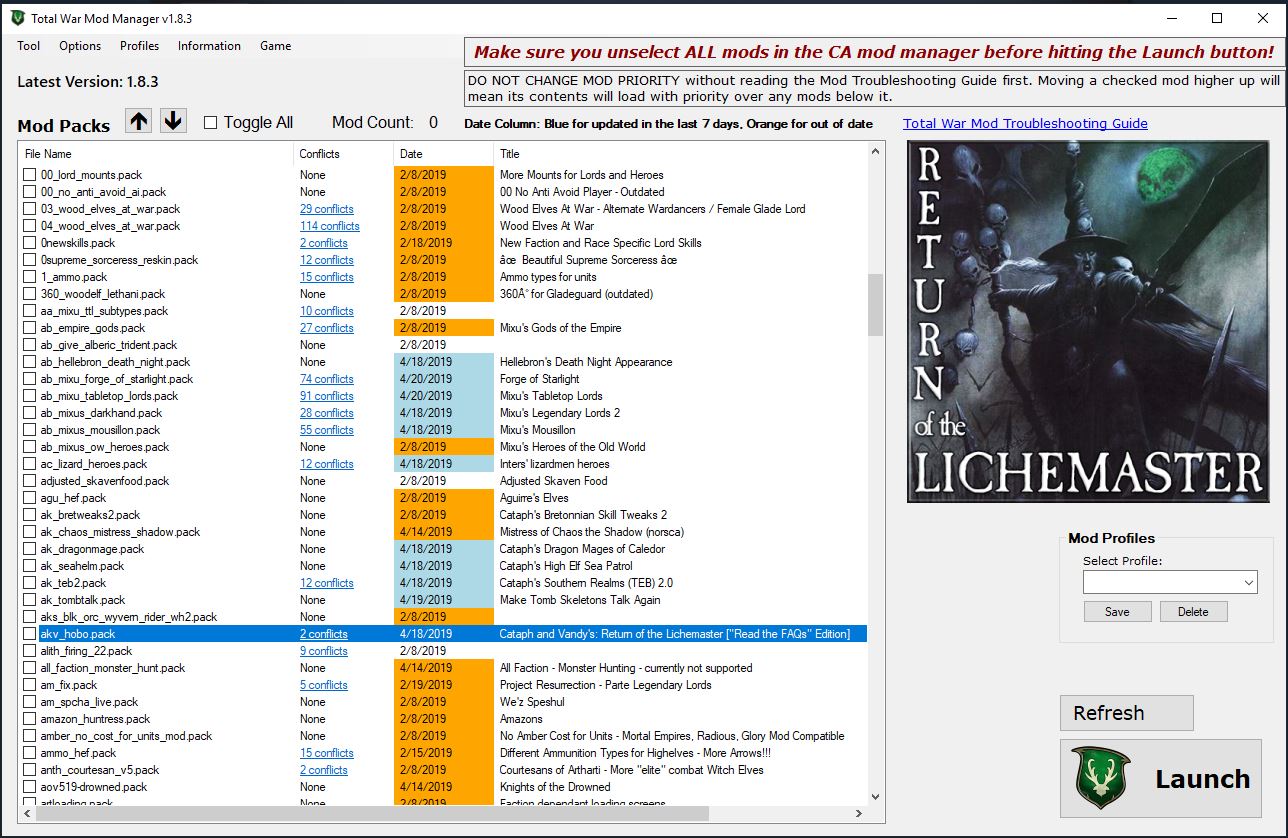 Total War Mod Manager v1.8.3
Tool Options Profiles Information Game
Make sure you unselect ALL mods in the CA mod manager before hitting the Launch button!
Latest Version: 1.8.3
DO NOT CHANGE MOD PRIORITY without reading the Mod Troubleshooting Guide first. Moving a checked mod higher up will
mean its contents will load with priority over any mods below it.
Mod Packs Toggle All Mod Count: 0 Date Column: Blue for updated in the last 7 days, Orange for out of date Total War Mod Troubleshooting Guide
File Name Conflicts Date Title
00_lord_mounts.pack None 2/8/2019 More Mounts for Lords and Heroes
00_no_anti_avoid_ai.pack None 2/8/2019 00 No Anti Avoid Player - Outdated
03_wood_elves_at_war.pack 29 conflicts 2/8/2019 Wood Elves At War - Alternate Wardancers / Female Glade Lord
04_wood_elves_at_war.pack 114 conflicts 2/8/2019 Wood Elves At War
0newskills.pack 2 conflicts 2/18/2019 New Faction and Race Specific Lord Skills
0supreme_sorceress_reskin.pack 12 conflicts 2/8/2019 âœ Beautiful Supreme Sorceress âœ
1_ammo.pack 15 conflicts 2/8/2019 Ammo types for units
360_woodelf_lethani.pack None 2/8/2019 360Â° for Gladeguard (outdated)
aa_mixu_ttl_subtypes.pack 10 conflicts 2/8/2019
ab_empire_gods.pack 27 conflicts 2/8/2019 Mixu's Gods of the Empire
ab_give_alberic_trident.pack None 2/8/2019
ab_hellebron_death_night.pack None 4/18/2019 Hellebron's Death Night Appearance
ab_mixu_forge_of_starlight.pack 74 conflicts 4/20/2019 Forge of Starlight
ab_mixu_tabletop_lords.pack 91 conflicts 4/20/2019 Mixu's Tabletop Lords
ab_mixus_darkhand.pack 28 conflicts 4/18/2019 Mixu's Legendary Lords 2
ab_mixus_mousillon.pack 55 conflicts 4/18/2019 Mixu's Mousillon
ab_mixus_ow_heroes.pack None 2/8/2019 Mixu's Heroes of the Old World
ac_lizard_heroes.pack 12 conflicts 4/18/2019 Inters' lizardmen heroes
adjusted_skavenfood.pack None 2/8/2019 Adjusted Skaven Food
agu_hef.pack None 2/8/2019 Aguirre's Elves
ak_bretweaks2.pack None 2/8/2019 Cataph's Bretonnian Skill Tweaks 2
ak_chaos_mistress_shadow.pack None 4/14/2019 Mistress of Chaos the Shadow (norsca)
ak_dragonmage.pack None 4/18/2019 Cataph's Dragon Mages of Caledor
ak_seahelm.pack None 4/18/2019 Cataph's High Elf Sea Patrol
ak_teb2.pack 12 conflicts 4/18/2019 Cataph's Southern Realms (TEB) 2.0
ak_tombtalk.pack None 4/19/2019 Make Tomb Skeletons Talk Again
aks_blk_orc_wyvern_rider_wh2.pack None 2/8/2019
akv_hobo.pack 2 conflicts 4/18/2019 Cataph and Vandy's: Return of the Lichemaster ["Read the FAQs" Edition]
alith_firing_22.pack 9 conflicts 2/8/2019
all_faction_monster_hunt.pack None 4/14/2019 All Faction - Monster Hunting - currently not supported
am_fix.pack 5 conflicts 2/19/2019 Project Resurrection - Parte Legendary Lords
am_spcha_live.pack None 2/8/2019 We'z Speshul
amazon_huntress.pack None 2/8/2019 Amazons
amber_no_cost_for_units_mod.pack None 2/8/2019 No Amber Cost for Units - Mortal Empires, Radious, Glory Mod Compatible
ammo_hef.pack 15 conflicts 2/15/2019 Different Ammunition Types for Highelves - More Arrows!!!
anth_courtesan_v5.pack 2 conflicts 2/8/2019 Courtesans of Artharti - More "elite" combat Witch Elves
aov519-drowned.pack None 4/14/2019 Knights of the Drowned
artloading.pack None 2/8/2019 Faction dependant loading screens
RETURN
of the
LICHEMASTER
Mod Profiles
Select Profile:
Save Delete
Refresh
Launch